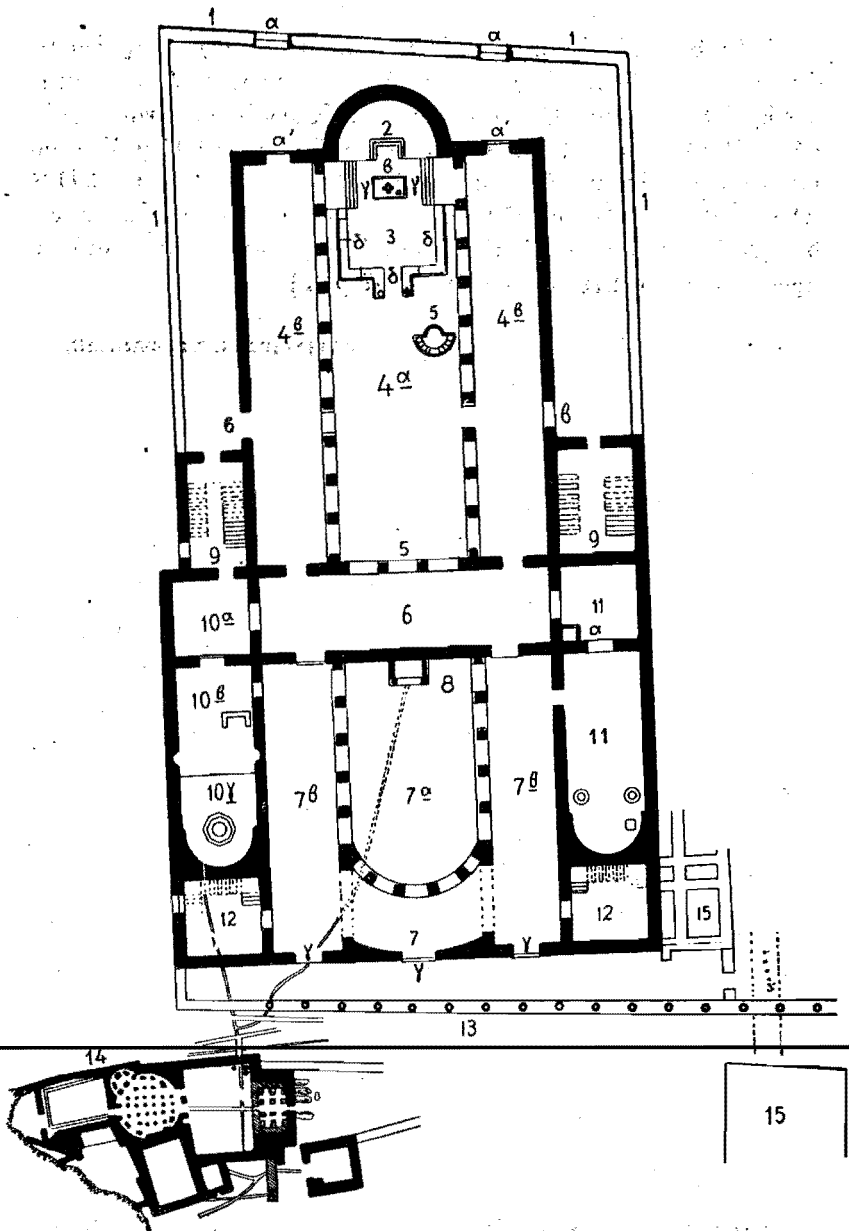 1 α α 1
α' 2 α'
β
γ γ
1 1
δ 3 δ
δ
5
4β 4β
4α
β β
5
9 9
10α 6 11
α
10β 8
11
10γ 7β 7α 7β
12 12 15
7
γ γ γ
13
14
15